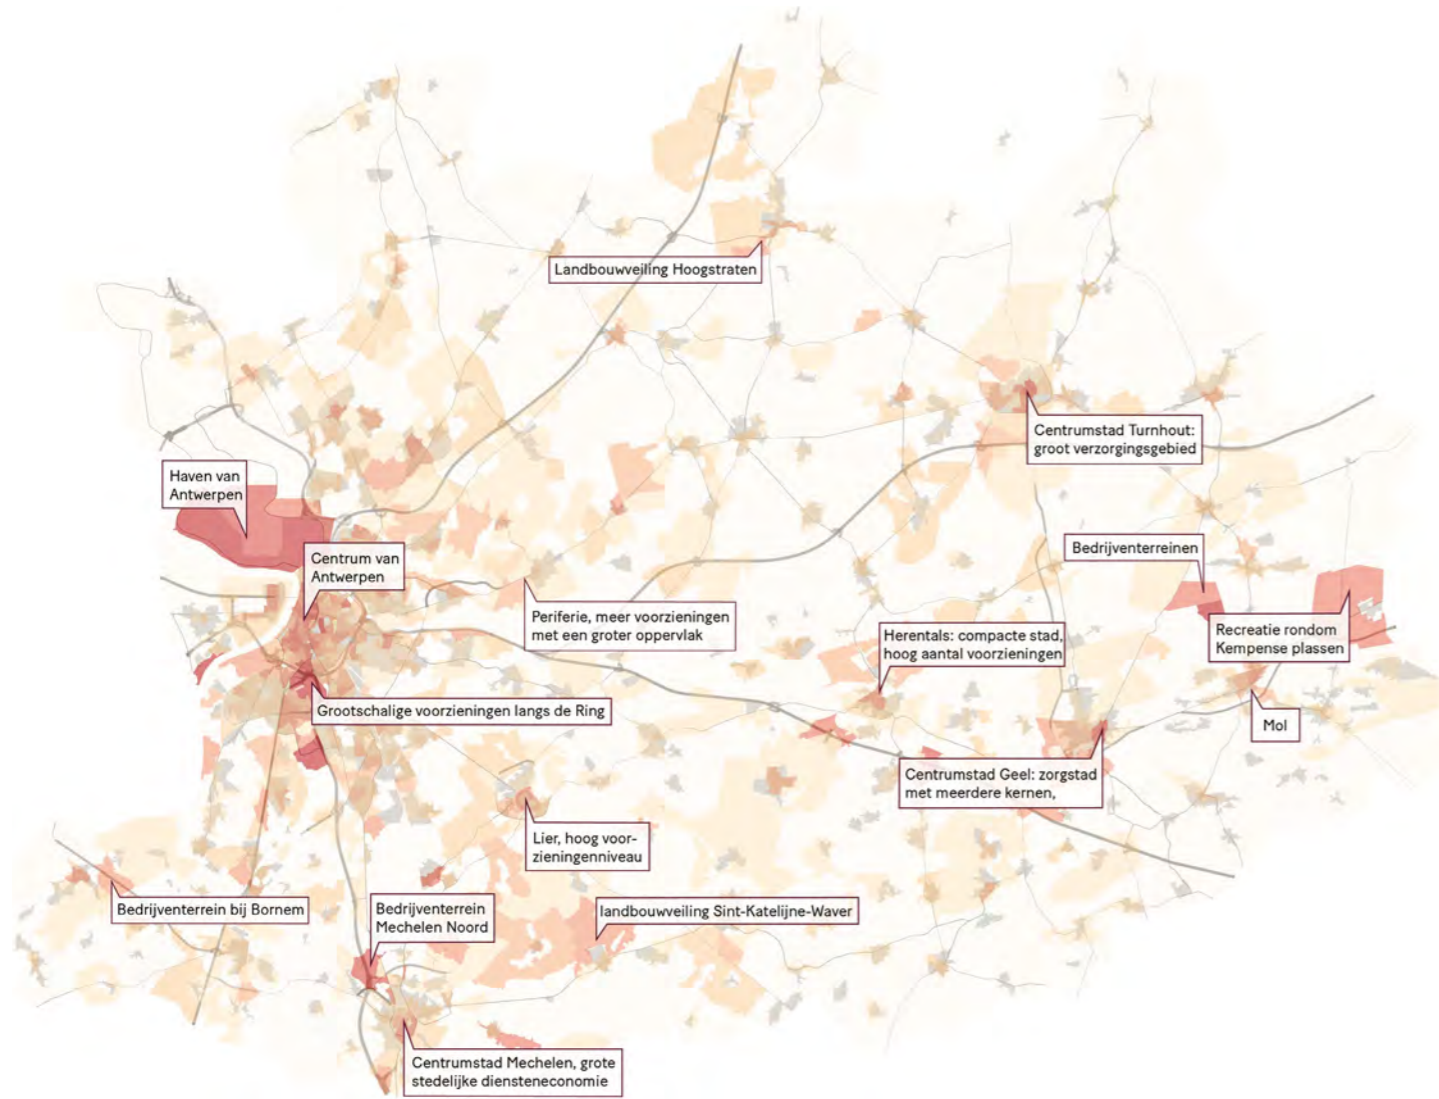 Landbouwveiling Hoogstraten
Centrumstad Turnhout:
groot verzorgingsgebied
Haven van
Antwerpen
Centrum van
Antwerpen
Bedrijventerreinen
Periferie, meer voorzieningen
met een groter oppervlak
Herentals: compacte stad,
hoog aantal voorzieningen
Recreatie rondom
Kempense plassen
Grootschalige voorzieningen langs de Ring
Mol
Centrumstad Geel: zorgstad
met meerdere kernen,
Lier, hoog voor-
zieningenniveau
Bedrijventerrein bij Bornem
Bedrijventerrein
Mechelen Noord
landbouwveiling Sint-Katelijne-Waver
Centrumstad Mechelen, grote
stedelijke diensteneconomie